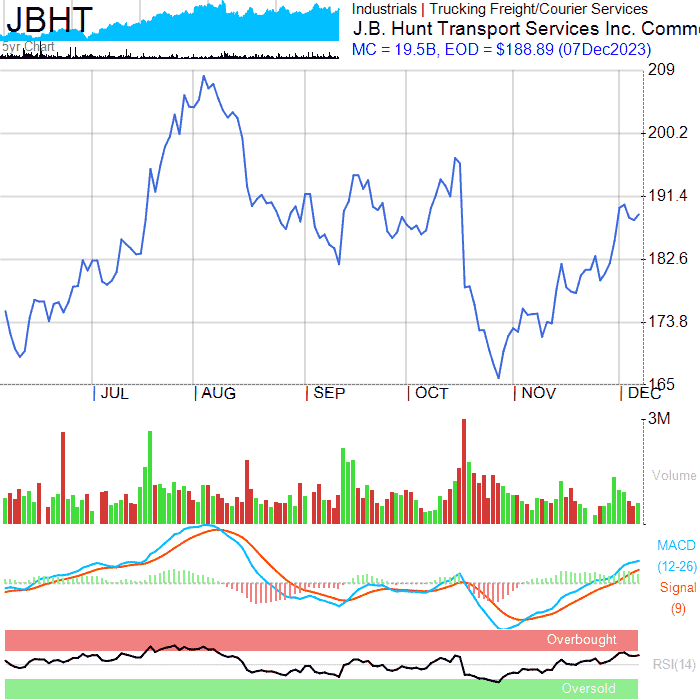 JBHT
5yr Chart
Industrials | Trucking Freight/Courier Services
J.B. Hunt Transport Services Inc. Comm
MC = 19.5B, EOD = $188.89 (07Dec2023)
209
200.2
191.4
182.6
173.8
165
JUL AUG SEP OCT NOV DEC
3M
Volume
MACD
(12-26)
Signal
(9)
Overbought
RSI(14)
Oversold